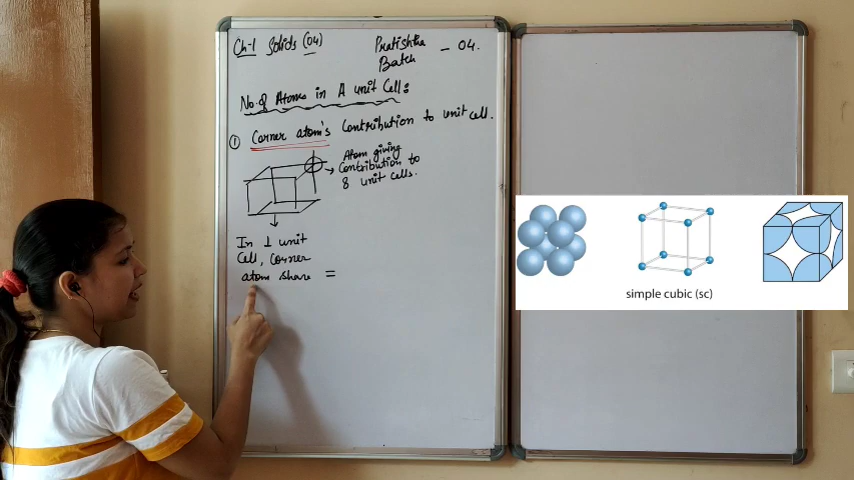 Ch-1 Solids (04)
Pratishtha
Batch - 04.
No. of Atoms in A unit Cell:
① Corner atom's Contribution to unit cell.
Atom giving
Contribution to
8 unit cells.
In 1 unit
Cell, Corner
atom share =
simple cubic (sc)